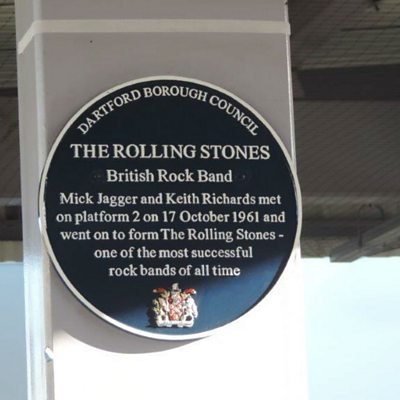 DARTFORD BOROUGH COUNCIL
THE ROLLING STONES
British Rock Band
Mick Jagger and Keith Richards met
on platform 2 on 17 October 1961 and
went on to form The Rolling Stones -
one of the most successful
rock bands of all time